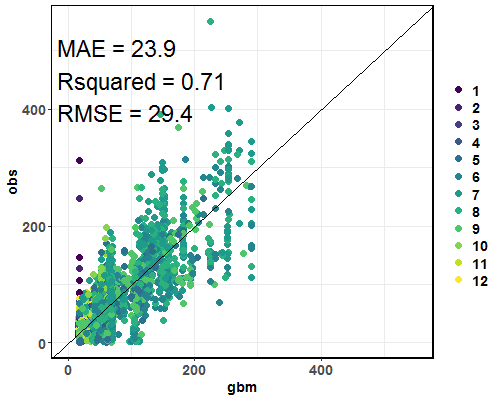 MAE = 23.9
Rsquared = 0.71
RMSE = 29.4
obs
400
200
0
0 200 400
gbm
1
2
3
4
5
6
7
8
9
10
11
12